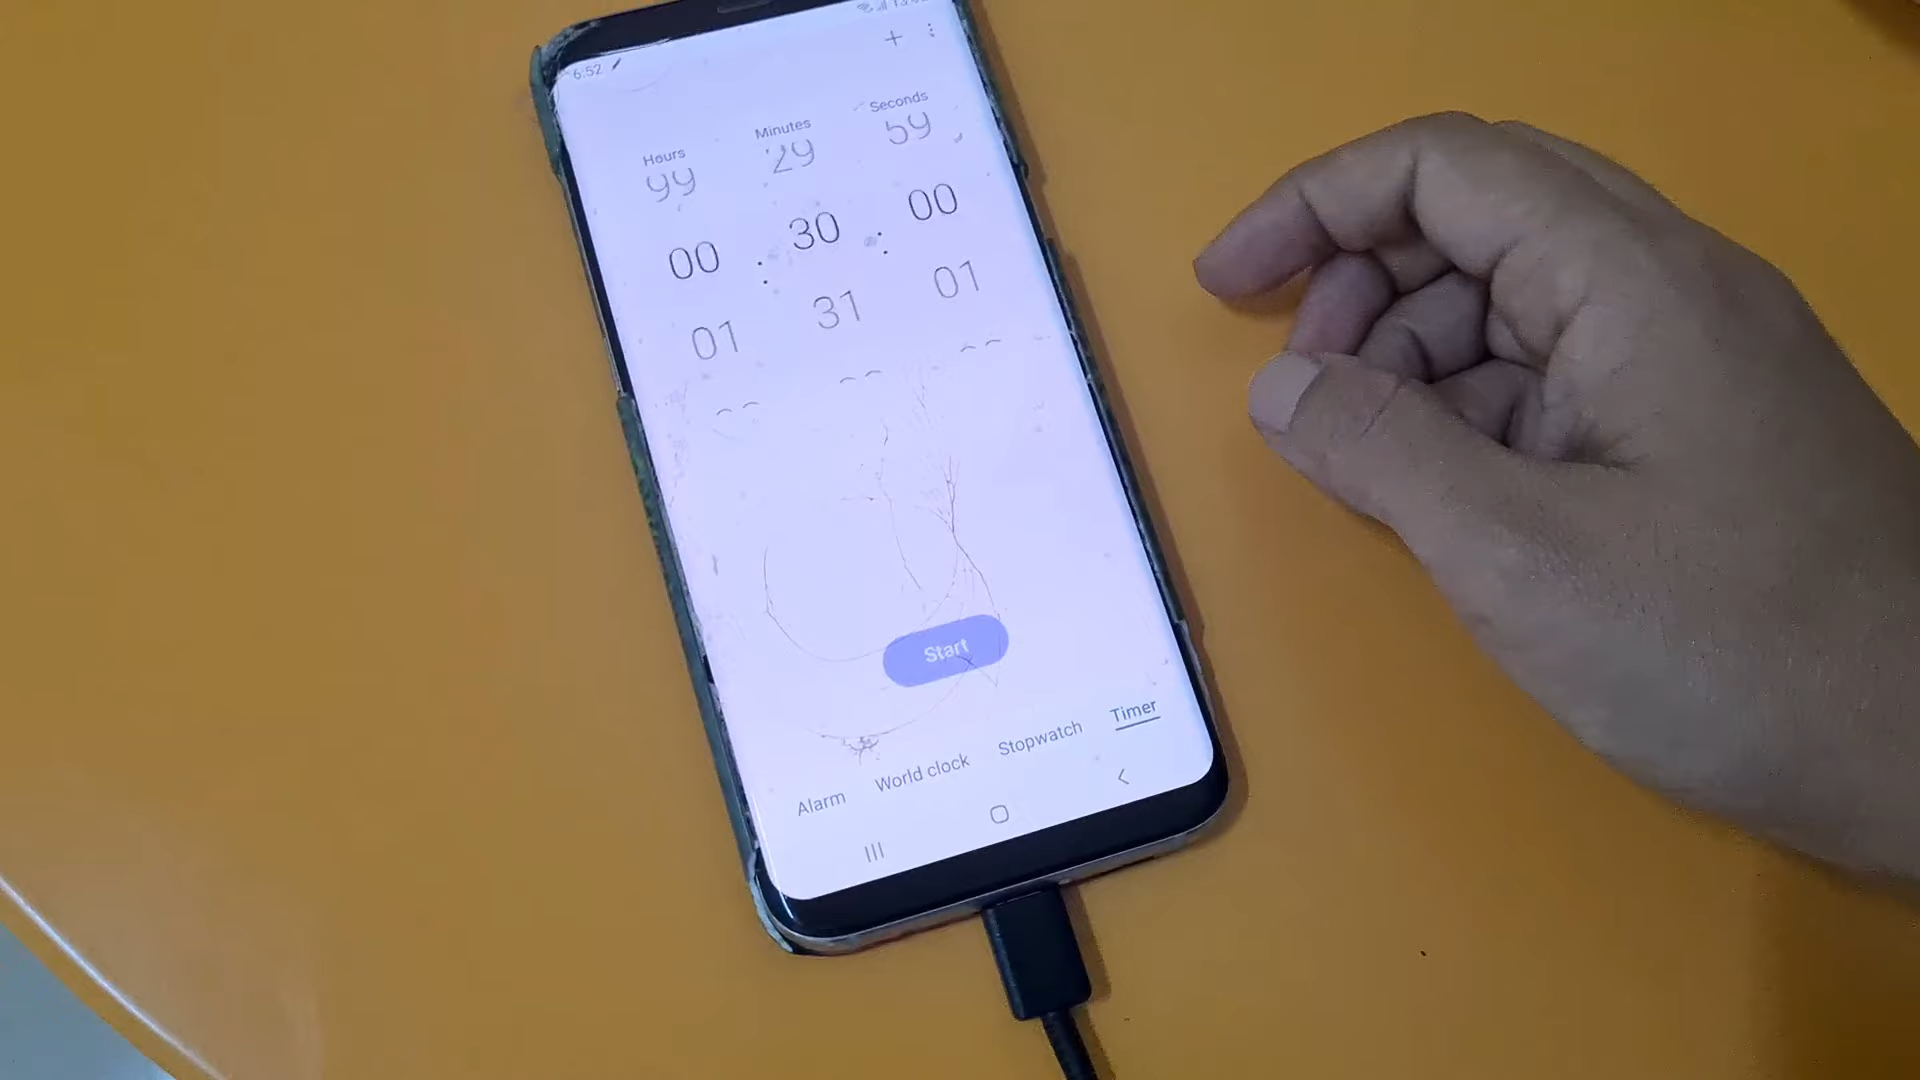 6:52
Hours Minutes Seconds
99 29 59
00 : 30 : 00
01 31 01
Start
Alarm World clock Stopwatch Timer